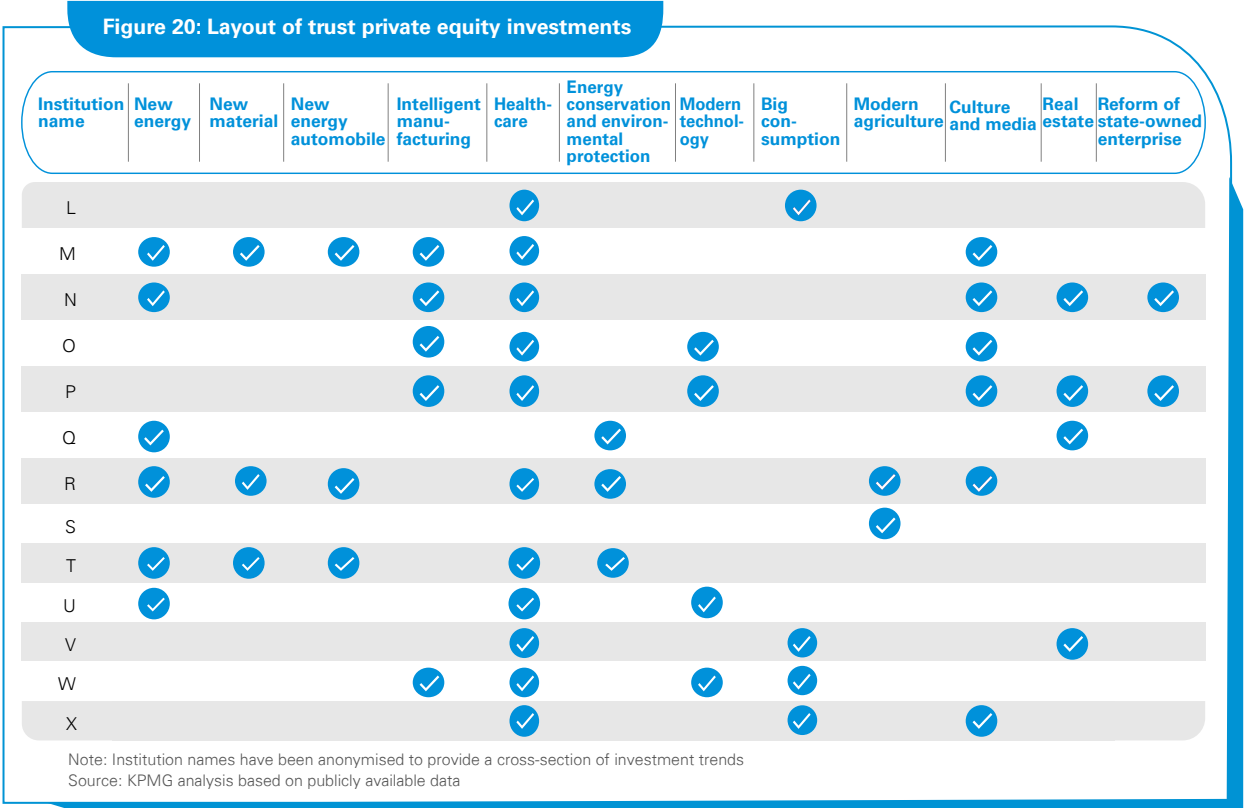 Figure 20: Layout of trust private equity investments
Institution name
New energy
New material
New energy automobile
Intelligent manu-facturing
Health-care
Energy conservation and environ-mental protection
Modern technol-ogy
Big con-sumption
Modern agriculture
Culture and media
Real estate
Reform of state-owned enterprise
L
M
N
O
P
Q
R
S
T
U
V
W
X
Note: Institution names have been anonymised to provide a cross-section of investment trends
Source: KPMG analysis based on publicly available data